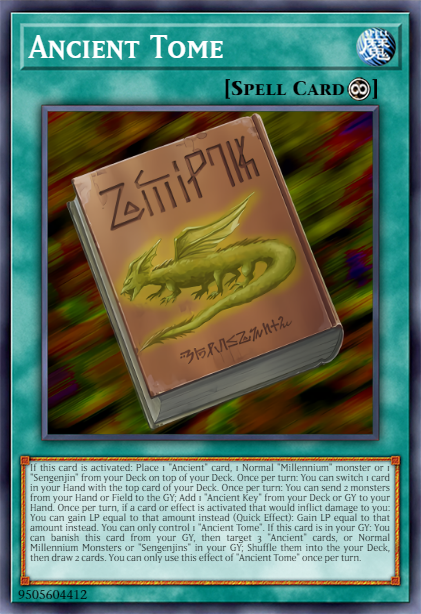 Ancient Tome
[Spell Card]
If this card is activated: Place 1 "Ancient" card, 1 Normal "Millennium" monster or 1
"Sengenjin" from your Deck on top of your Deck. Once per turn: You can switch 1 card
in your Hand with the top card of your Deck. Once per turn: You can send 2 monsters
from your Hand or Field to the GY; Add 1 "Ancient Key" from your Deck or GY to your
Hand. Once per turn, if a card or effect is activated that would inflict damage to you:
You can gain LP equal to that amount instead (Quick Effect): Gain LP equal to that
amount instead. You can only control 1 "Ancient Tome". If this card is in your GY: You
can banish this card from your GY, then target 3 "Ancient" cards, or Normal
Millennium Monsters or "Sengenjins" in your GY; Shuffle them into the your Deck,
then draw 2 cards. You can only use this effect of "Ancient Tome" once per turn.
9505604412